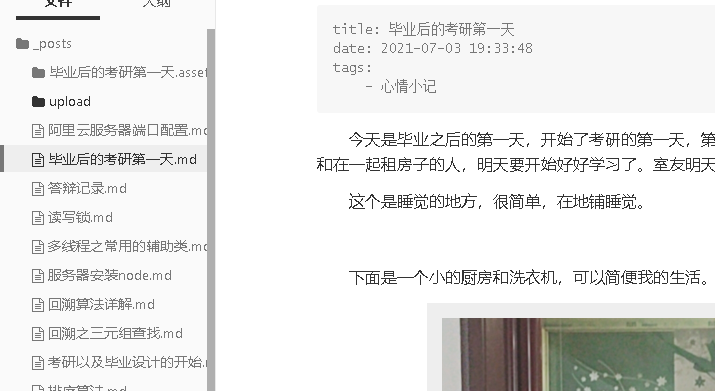 文件
大纲
_posts
毕业后的考研第一天.asset
upload
阿里云服务器端口配置.md
毕业后的考研第一天.md
答辩记录.md
读写锁.md
多线程之常用的辅助类.md
服务器安装node.md
回溯算法详解.md
回溯之三元组查找.md
考研以及毕业设计的开始.
排序算法.md
title: 毕业后的考研第一天
date: 2021-07-03 19:33:48
tags:
- 心情小记
今天是毕业之后的第一天，开始了考研的第一天，第
和在一起租房子的人，明天要开始好好学习了。室友明天
这个是睡觉的地方，很简单，在地铺睡觉。
下面是一个小的厨房和洗衣机，可以简便我的生活。